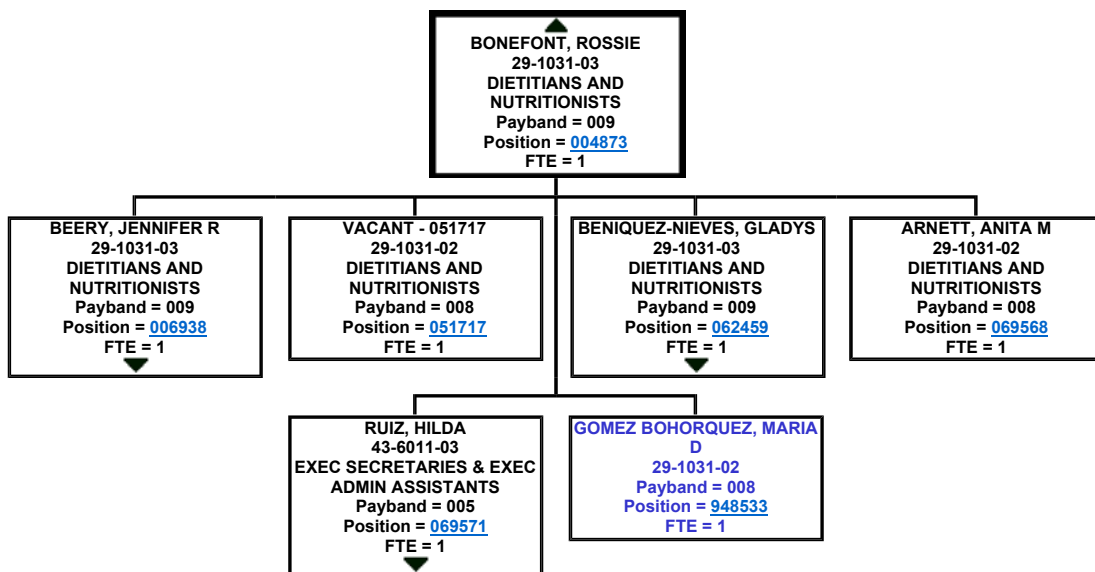 BONEFONT, ROSSIE
29-1031-03
DIETITIANS AND
NUTRITIONISTS
Payband = 009
Position = 004873
FTE = 1
BEERY, JENNIFER R
29-1031-03
DIETITIANS AND
NUTRITIONISTS
Payband = 009
Position = 006938
FTE = 1
VACANT - 051717
29-1031-02
DIETITIANS AND
NUTRITIONISTS
Payband = 008
Position = 051717
FTE = 1
BENIQUEZ-NIEVES, GLADYS
29-1031-03
DIETITIANS AND
NUTRITIONISTS
Payband = 009
Position = 062459
FTE = 1
ARNETT, ANITA M
29-1031-02
DIETITIANS AND
NUTRITIONISTS
Payband = 008
Position = 069568
FTE = 1
RUIZ, HILDA
43-6011-03
EXEC SECRETARIES & EXEC
ADMIN ASSISTANTS
Payband = 005
Position = 069571
FTE = 1
GOMEZ BOHORQUEZ, MARIA
D
29-1031-02
Payband = 008
Position = 948533
FTE = 1